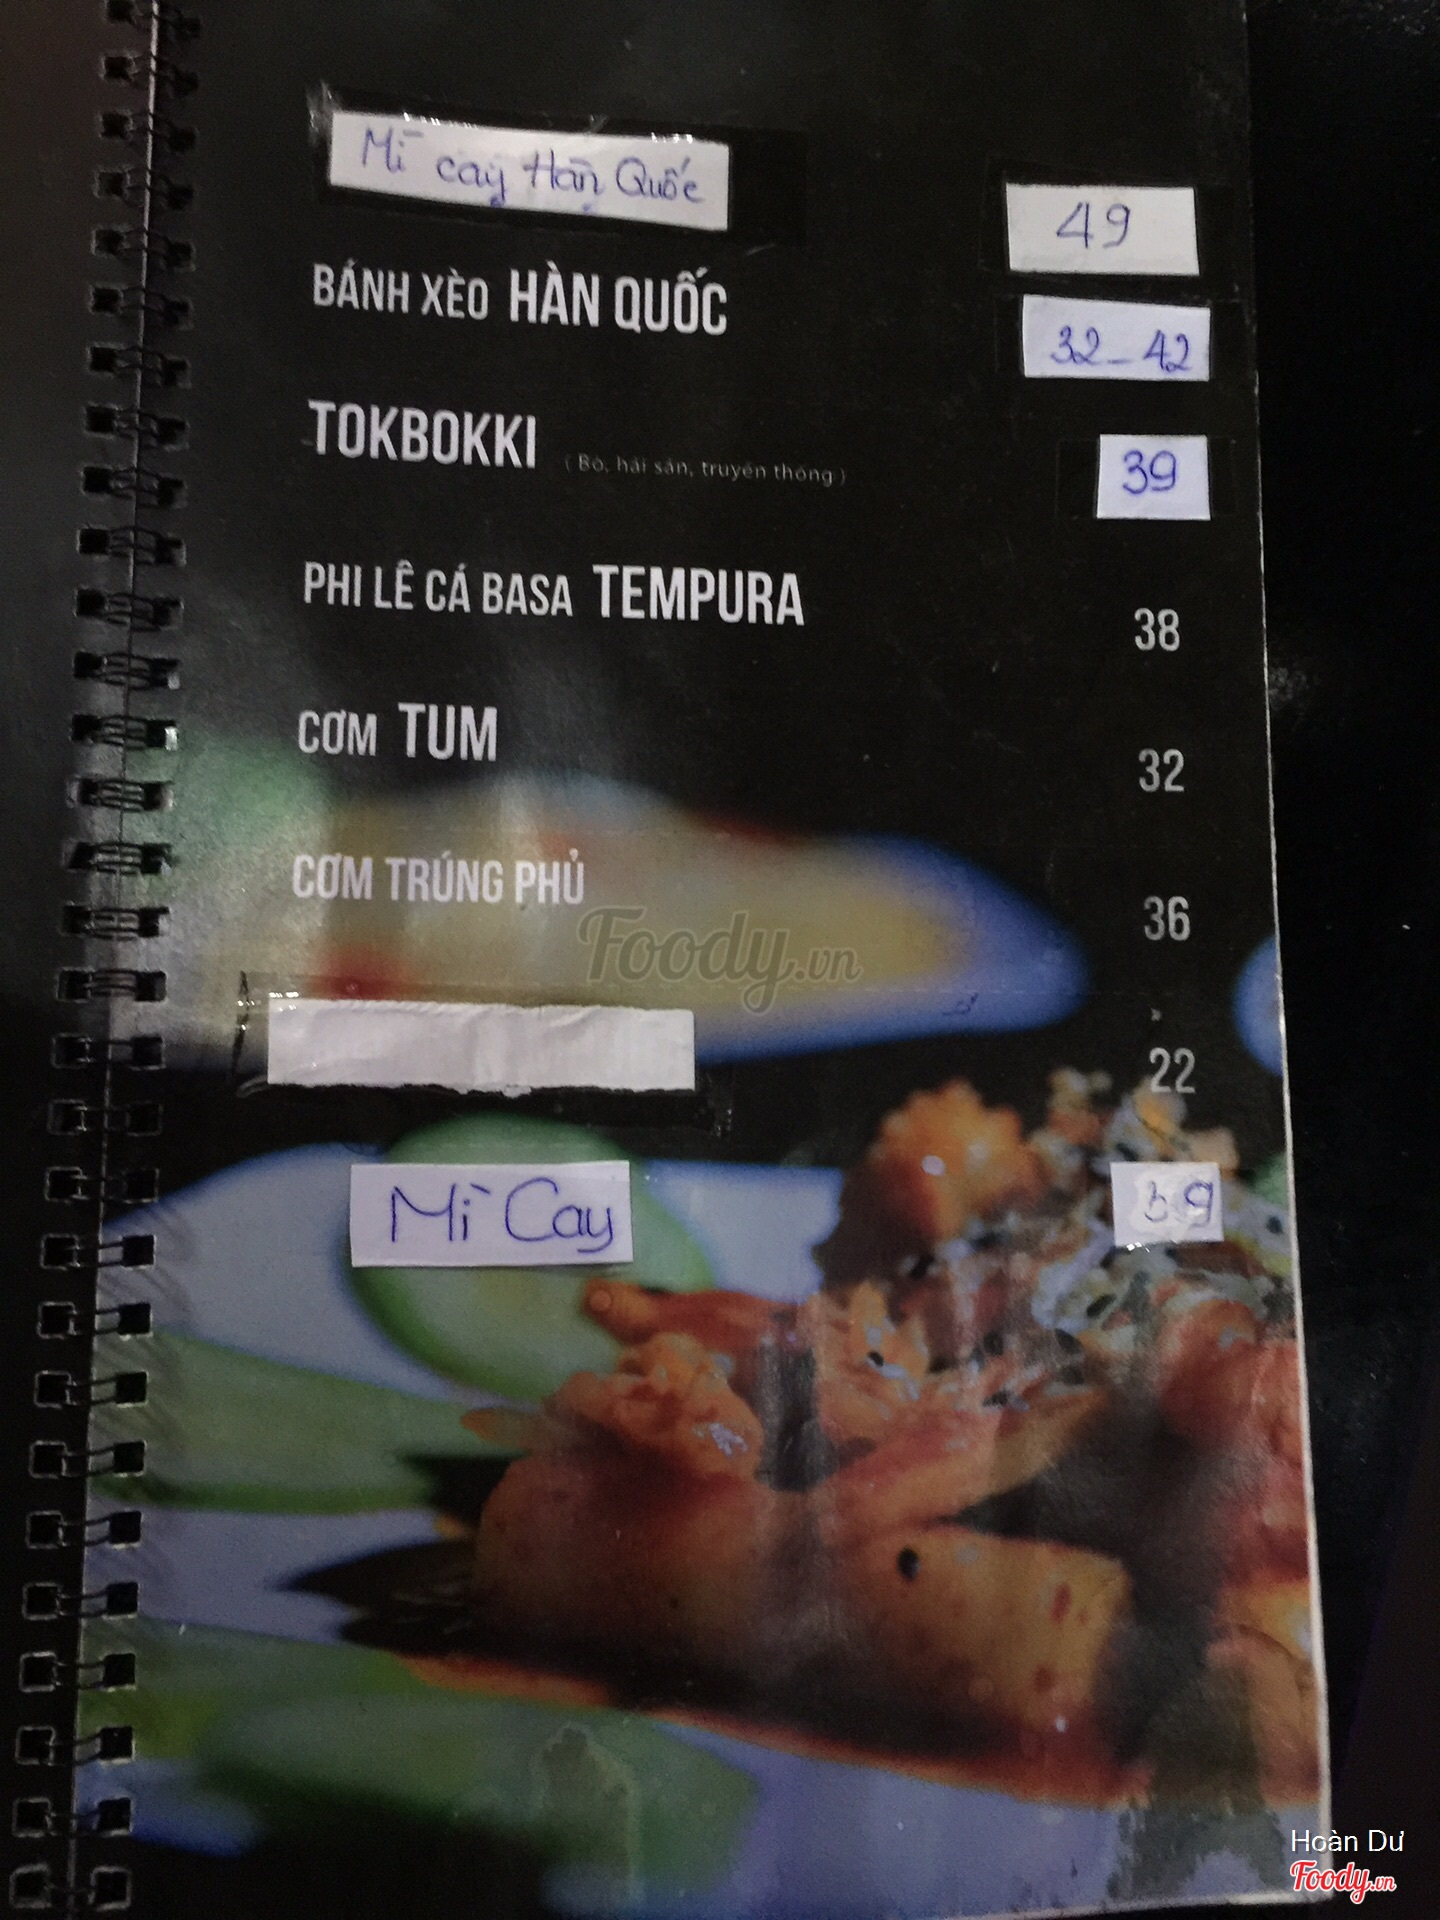 Mì cay Hàn Quốc 49
BÁNH XÈO HÀN QUỐC 32-42
TOKBOKKI (Bò, hải sản, truyền thống) 39
PHI LÊ CÁ BASA TEMPURA 38
CƠM TUM 32
CƠM TRÚNG PHỦ 36
Foody.vn
22
Mì Cay 39
Hoàn Dư
Foody.vn